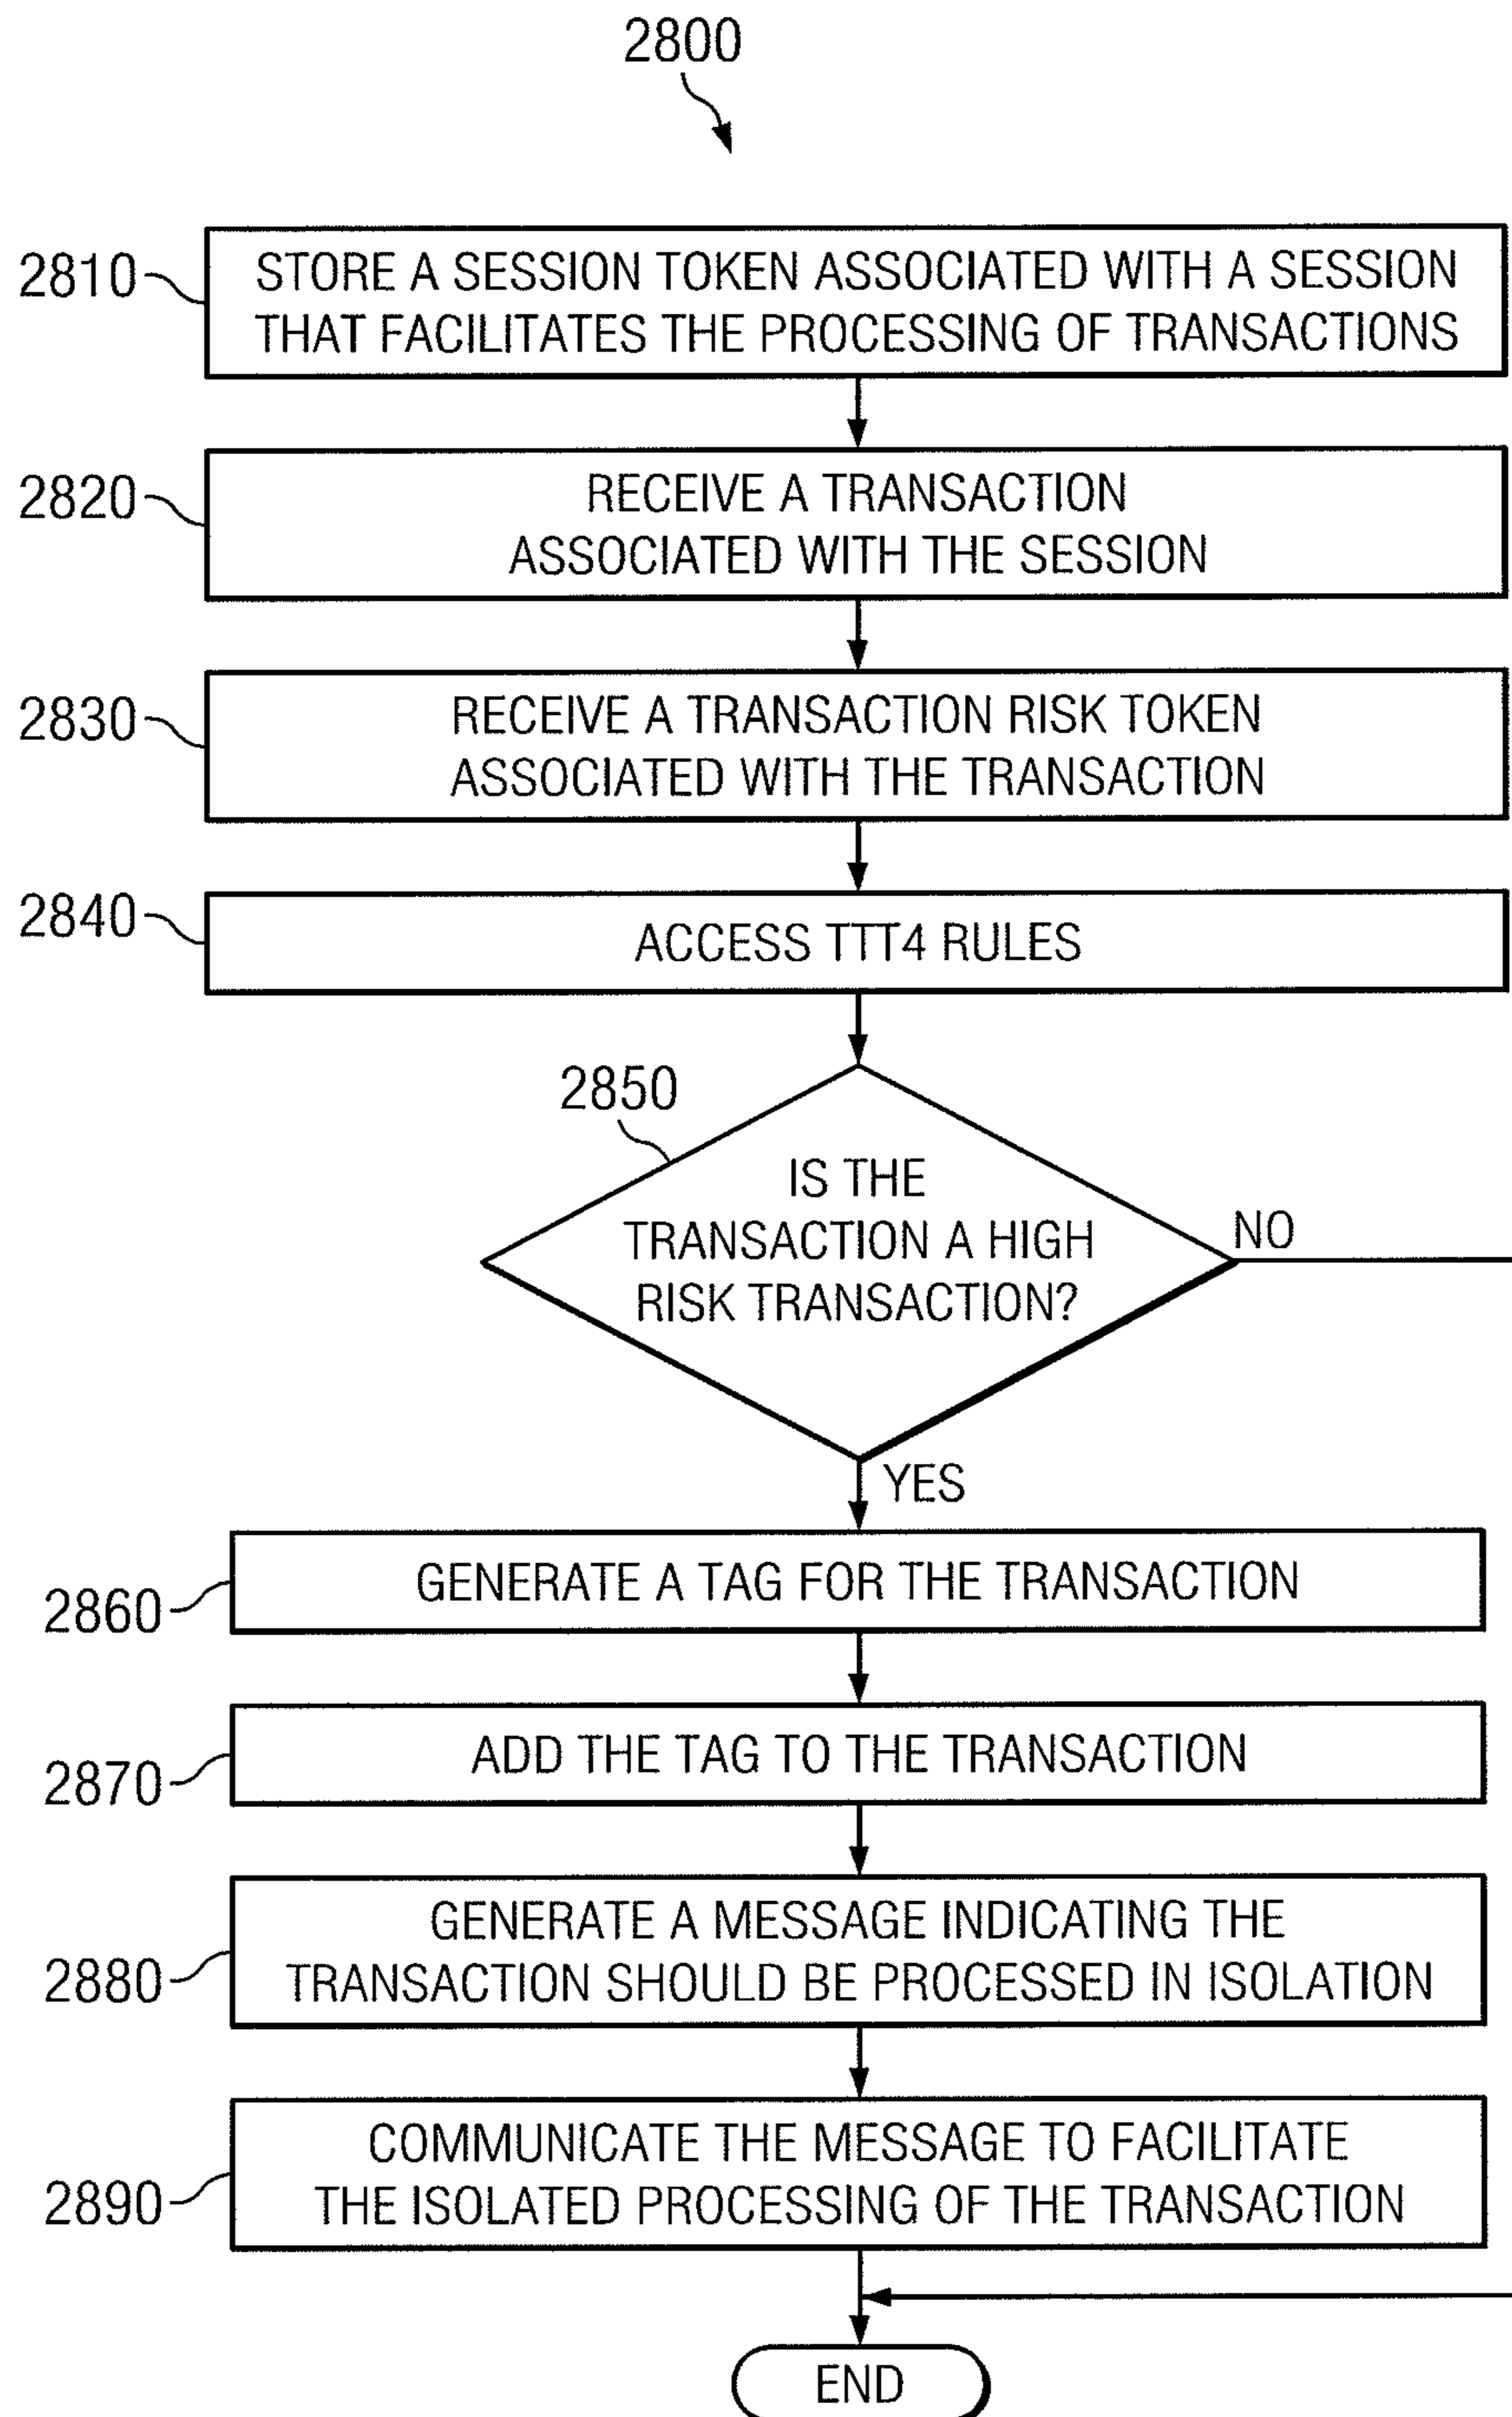 2800
2810
STORE A SESSION TOKEN ASSOCIATED WITH A SESSION
THAT FACILITATES THE PROCESSING OF TRANSACTIONS
2820
RECEIVE A TRANSACTION
ASSOCIATED WITH THE SESSION
2830
RECEIVE A TRANSACTION RISK TOKEN
ASSOCIATED WITH THE TRANSACTION
2840
ACCESS TTT4 RULES
2850
IS THE
TRANSACTION A HIGH
RISK TRANSACTION?
NO
YES
2860
GENERATE A TAG FOR THE TRANSACTION
2870
ADD THE TAG TO THE TRANSACTION
2880
GENERATE A MESSAGE INDICATING THE
TRANSACTION SHOULD BE PROCESSED IN ISOLATION
2890
COMMUNICATE THE MESSAGE TO FACILITATE
THE ISOLATED PROCESSING OF THE TRANSACTION
END